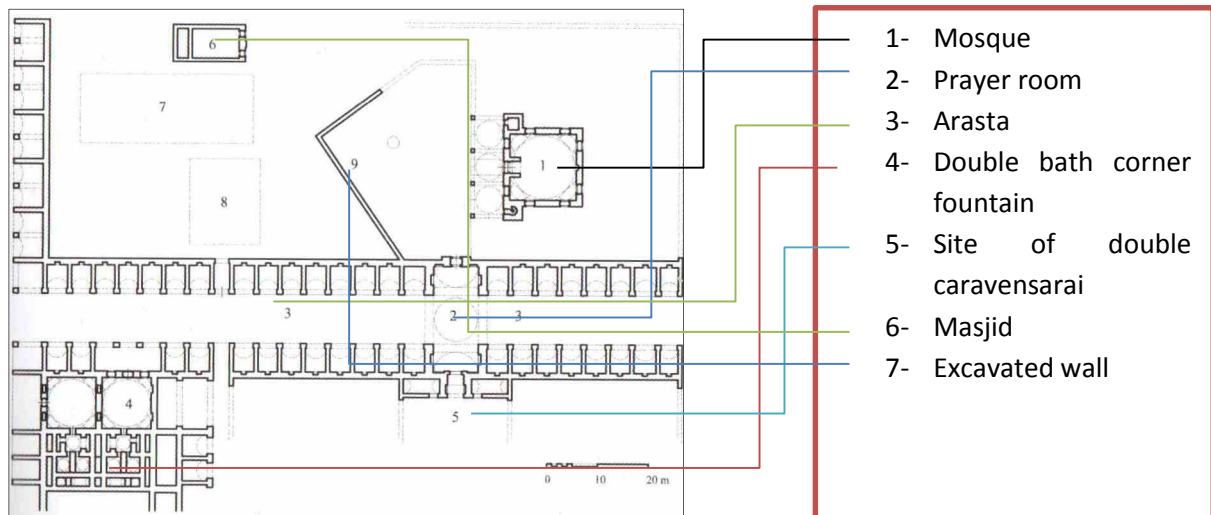 6
7
8
9
1
3
2
3
4
5
0 10 20 m
1- Mosque
2- Prayer room
3- Arasta
4- Double bath corner
fountain
5- Site of double
caravensarai
6- Masjid
7- Excavated wall